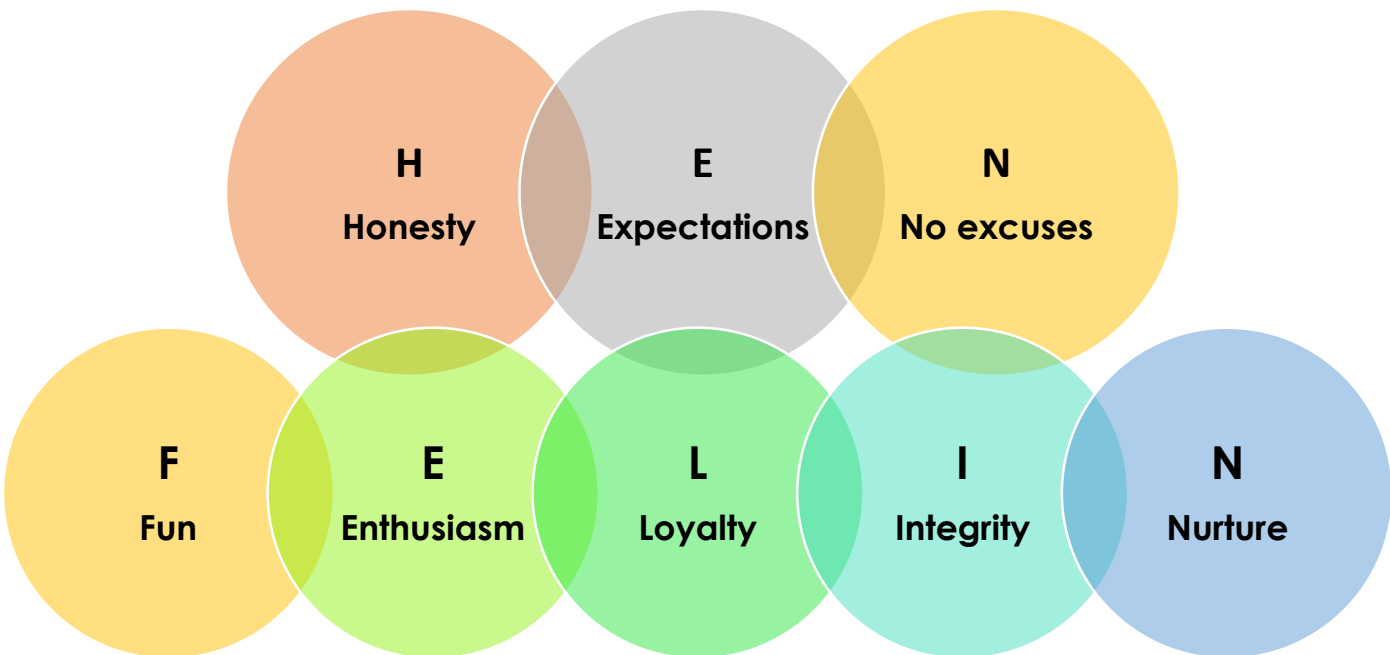 H
Honesty
E
Expectations
N
No excuses
F
Fun
E
Enthusiasm
L
Loyalty
I
Integrity
N
Nurture